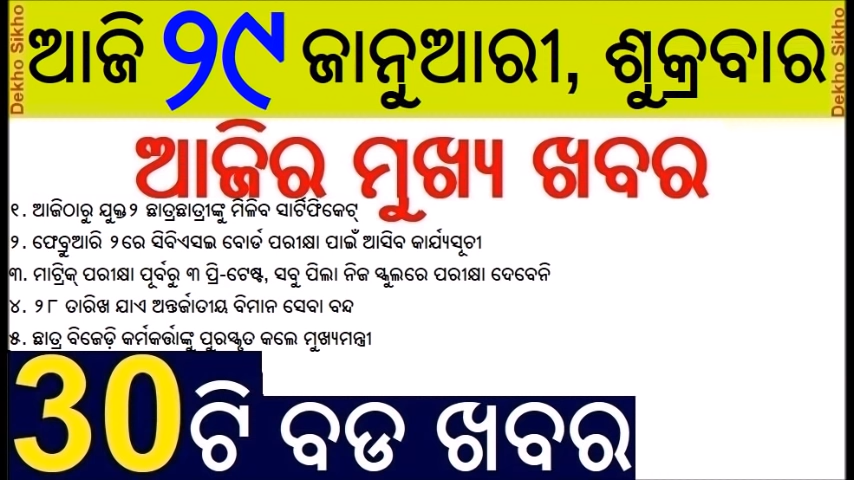 Dekho Sikho
ଆଜି ୨୯ ଜାନୁଆରୀ, ଶୁକ୍ରବାର
Dekho Sikho
ଆଜିର ମୁଖ୍ୟ ଖବର
୧. ଆଜିଠାରୁ ଯୁକ୍ତ୨ ଛାତ୍ରଛାତ୍ରୀଙ୍କୁ ମିଳିବ ସାର୍ଟିଫିକେଟ୍
୨. ଫେବ୍ରୁଆରି ୨ରେ ସିବିଏସଇ ବୋର୍ଡ ପରୀକ୍ଷା ପାଇଁ ଆସିବ କାର୍ଯ୍ୟସୂଚୀ
୩. ମାଟ୍ରିକ୍ ପରୀକ୍ଷା ପୂର୍ବରୁ ୩ ପ୍ରି-ଟେଷ୍ଟ, ସବୁ ପିଲା ନିଜ ସ୍କୁଲରେ ପରୀକ୍ଷା ଦେବେନି
୪. ୨୮ ତାରିଖ ଯାଏ ଅନ୍ତର୍ଜାତୀୟ ବିମାନ ସେବା ବନ୍ଦ
୫. ଛାତ୍ର ବିଜେଡ଼ି କର୍ମକର୍ତ୍ତାଙ୍କୁ ପୁରସ୍କୃତ କଲେ ମୁଖ୍ୟମନ୍ତ୍ରୀ
30ଟି ବଡ ଖବର